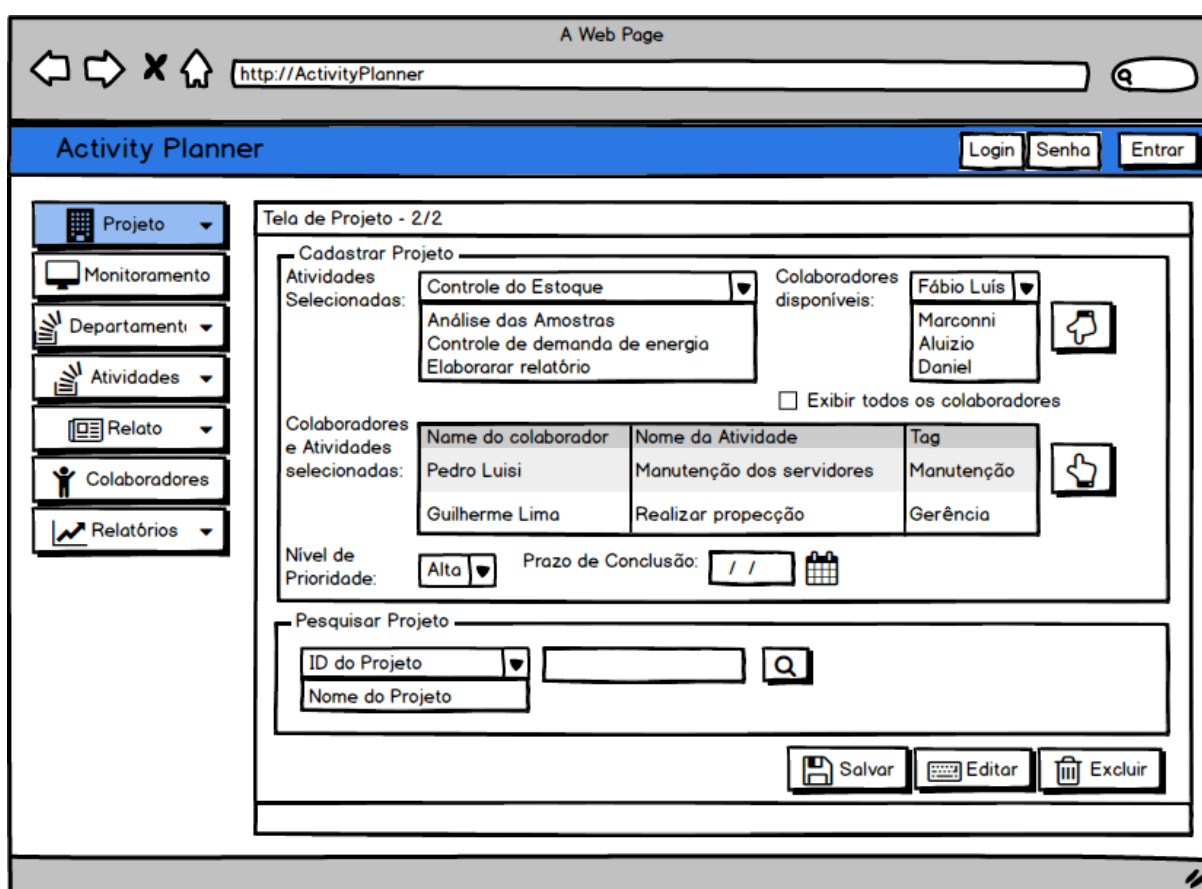 A Web Page
http://ActivityPlanner
Activity Planner
Login
Senha
Entrar
Projeto
Monitoramento
Departament
Atividades
Relato
Colaboradores
Relatórios
Tela de Projeto - 2/2
Cadastrar Projeto
Atividades
Selecionadas:
Controle do Estoque
Análise das Amostras
Controle de demanda de energia
Elaborarar relatório
Colaboradores
disponíveis:
Fábio Luís
Marconni
Aluizio
Daniel
Exibir todos os colaboradores
Colaboradores
e Atividades
selecionadas:
Name do colaborador Nome da Atividade Tag
Pedro Luisi Manutenção dos servidores Manutenção
Guilherme Lima Realizar propecção Gerência
Nível de
Prioridade:
Alta
Prazo de Conclusão:
/ /
Pesquisar Projeto
ID do Projeto
Nome do Projeto
Salvar
Editar
Excluir